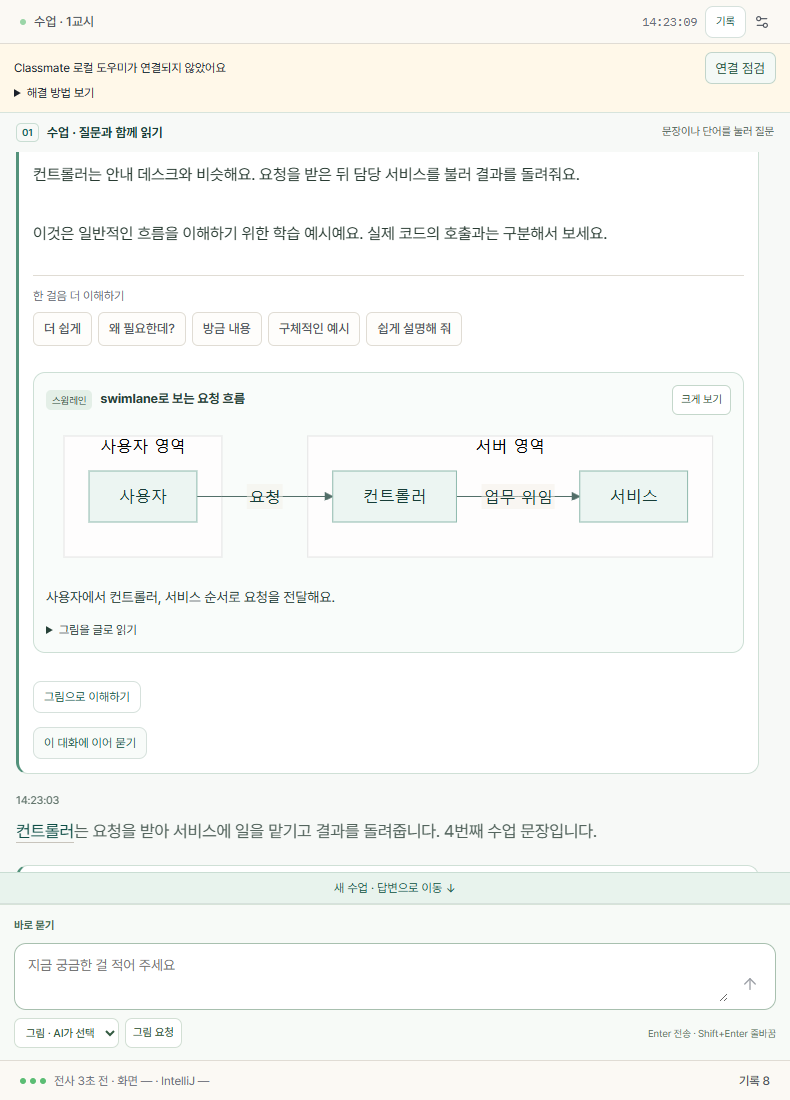 수업 · 1교시
14:23:09
기록
Classmate 로컬 도우미가 연결되지 않았어요
▶ 해결 방법 보기
연결 점검
01 수업 · 질문과 함께 읽기
문장이나 단어를 눌러 질문
컨트롤러는 안내 데스크와 비슷해요. 요청을 받은 뒤 담당 서비스를 불러 결과를 돌려줘요.
이것은 일반적인 흐름을 이해하기 위한 학습 예시예요. 실제 코드의 호출과는 구분해서 보세요.
한 걸음 더 이해하기
더 쉽게
왜 필요한데?
방금 내용
구체적인 예시
쉽게 설명해 줘
스윔레인 swimlane로 보는 요청 흐름
크게 보기
사용자 영역
서버 영역
사용자
요청
컨트롤러
업무 위임
서비스
사용자에서 컨트롤러, 서비스 순서로 요청을 전달해요.
▶ 그림을 글로 읽기
그림으로 이해하기
이 대화에 이어 묻기
14:23:03
컨트롤러는 요청을 받아 서비스에 일을 맡기고 결과를 돌려줍니다. 4번째 수업 문장입니다.
새 수업 · 답변으로 이동 ↓
바로 묻기
지금 궁금한 걸 적어 주세요
그림 · AI가 선택
그림 요청
Enter 전송 · Shift+Enter 줄바꿈
전사 3초 전 · 화면 — · IntelliJ —
기록 8